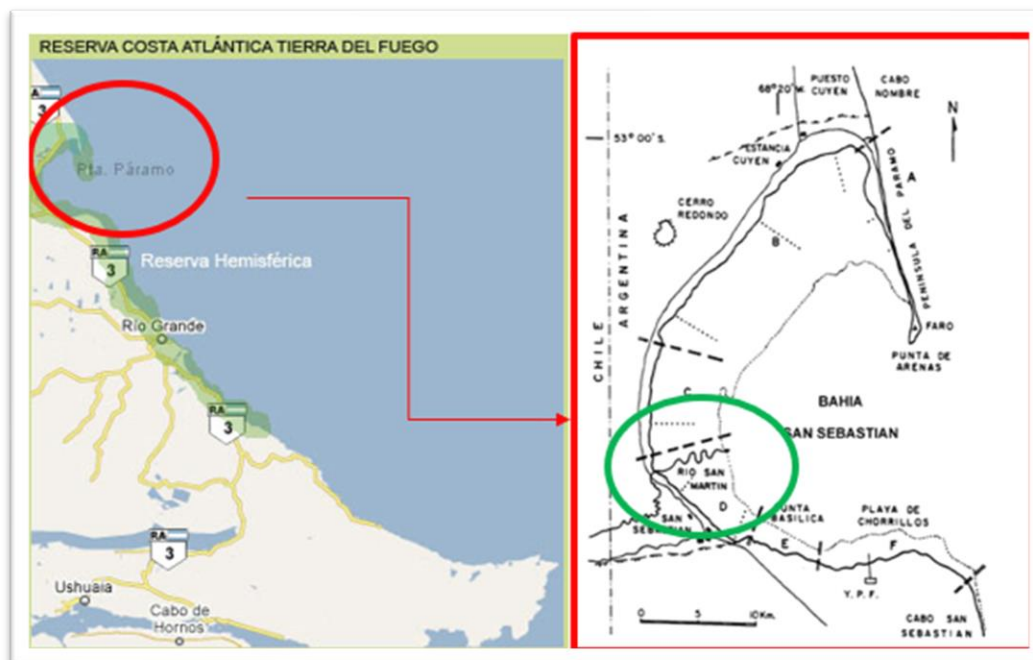 RESERVA COSTA ATLÁNTICA TIERRA DEL FUEGO
3
Pta. Páramo
RA
3
Reserva Hemisférica
Río Grande
RA
3
RA
3
Ushuaia
Cabo de
Hornos
68°20' W.
PUESTO
CUYEN
CABO
NOMBRE
N
53°00' S.
ESTANCIA
CUYEN
A
PENINSULA DEL PARAMO
CERRO
REDONDO
B
CHILE
ARGENTINA
FARO
PUNTA DE
ARENAS
C
BAHIA
SAN SEBASTIAN
RIO SAN
MARTIN
D
SAN
SEBASTIAN
PUNTA
BASILICA
PLAYA DE
CHORRILLOS
E
F
Y.P.F.
0 5 10Km.
CABO SAN
SEBASTIAN